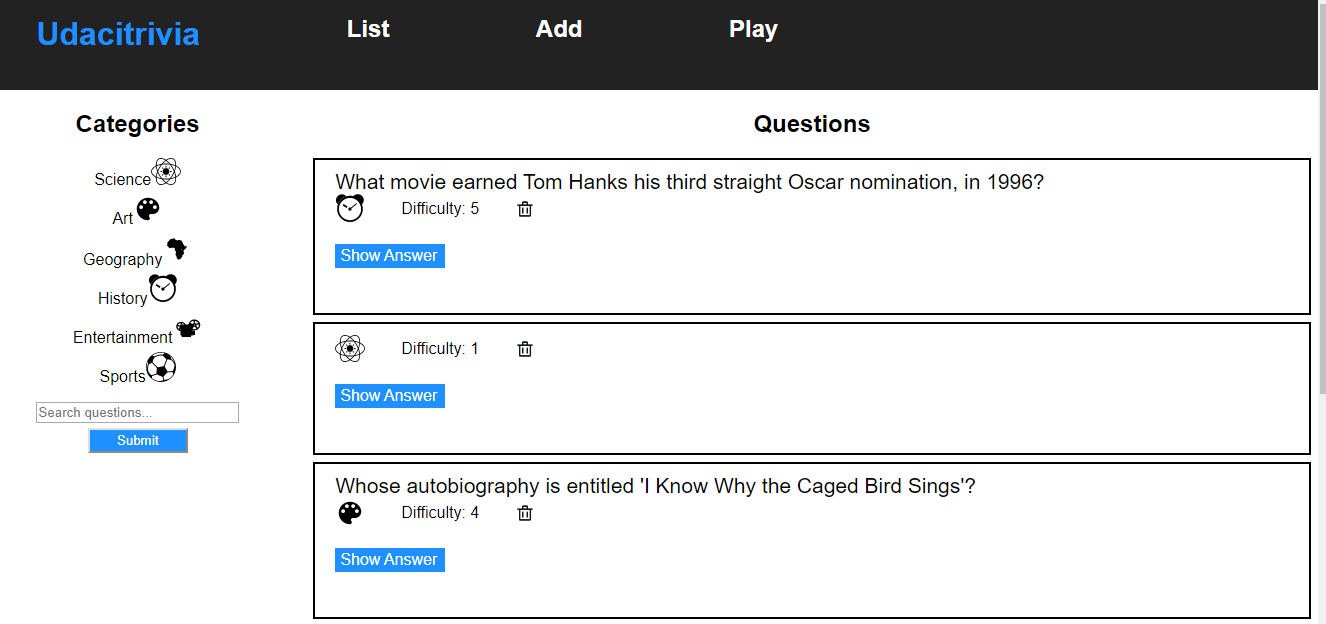 Udacitrivia
List
Add
Play
Categories
Science
Art
Geography
History
Entertainment
Sports
Search questions...
Submit
Questions
What movie earned Tom Hanks his third straight Oscar nomination, in 1996?
Difficulty: 5
Show Answer
Difficulty: 1
Show Answer
Whose autobiography is entitled 'I Know Why the Caged Bird Sings'?
Difficulty: 4
Show Answer